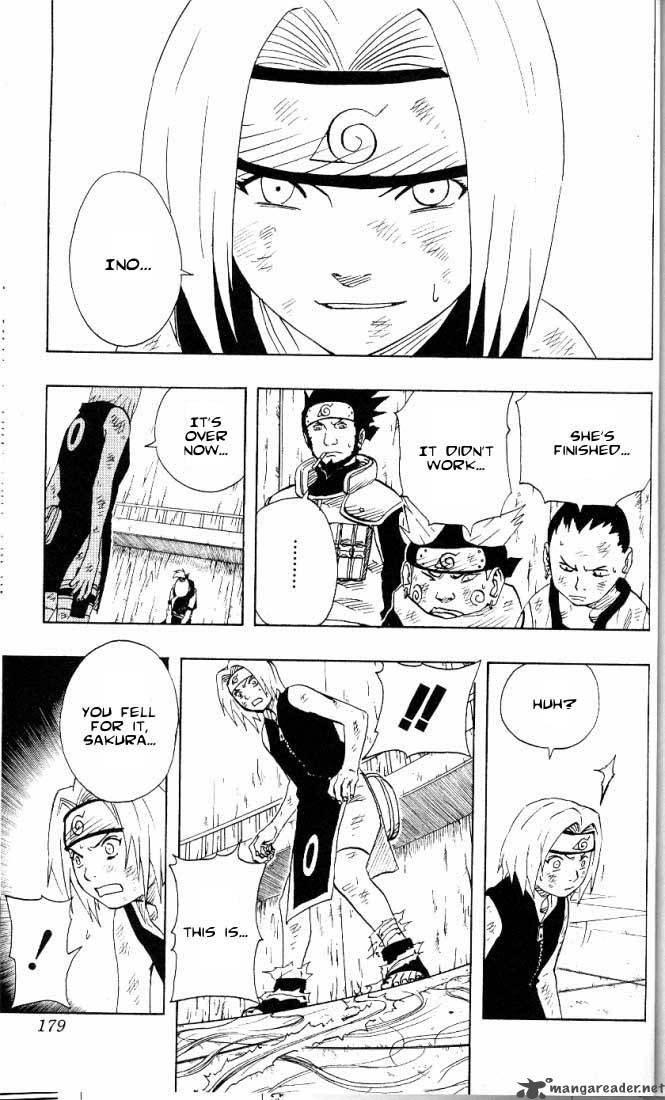 INO...
SHE'S
FINISHED...
IT DIDN'T
WORK...
........
IT'S
OVER
NOW...
HUH?
!!
THIS IS...
YOU FELL
FOR IT,
SAKURA...
!
179
mangareader.net